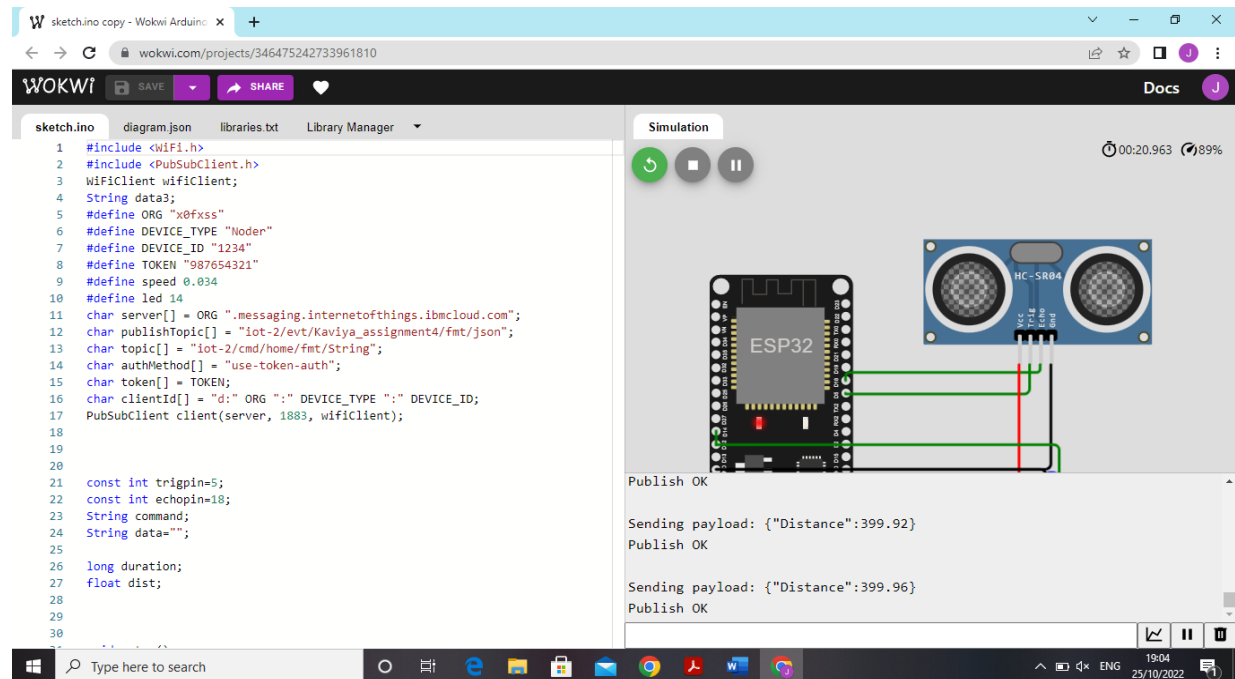 sketch.ino copy - Wokwi Arduino
wokwi.com/projects/346475242733961810
WOKWi SAVE SHARE Docs J
sketch.ino diagram.json libraries.txt Library Manager
1 #include <WiFi.h>
2 #include <PubSubClient.h>
3 WiFiClient wifiClient;
4 String data3;
5 #define ORG "x0fxss"
6 #define DEVICE_TYPE "Noder"
7 #define DEVICE_ID "1234"
8 #define TOKEN "987654321"
9 #define speed 0.034
10 #define led 14
11 char server[] = ORG ".messaging.internetofthings.ibmcloud.com";
12 char publishTopic[] = "iot-2/evt/Kaviya_assignment4/fmt/json";
13 char topic[] = "iot-2/cmd/home/fmt/String";
14 char authMethod[] = "use-token-auth";
15 char token[] = TOKEN;
16 char clientId[] = "d:" ORG ":" DEVICE_TYPE ":" DEVICE_ID;
17 PubSubClient client(server, 1883, wifiClient);
18
19
20
21 const int trigpin=5;
22 const int echopin=18;
23 String command;
24 String data="";
25
26 long duration;
27 float dist;
28
29
30
Simulation
00:20.963 89%
HC-SR04
Vcc
Trig
Echo
Gnd
ESP32
Publish OK
Sending payload: {"Distance":399.92}
Publish OK
Sending payload: {"Distance":399.96}
Publish OK
Type here to search
ENG
19:04
25/10/2022